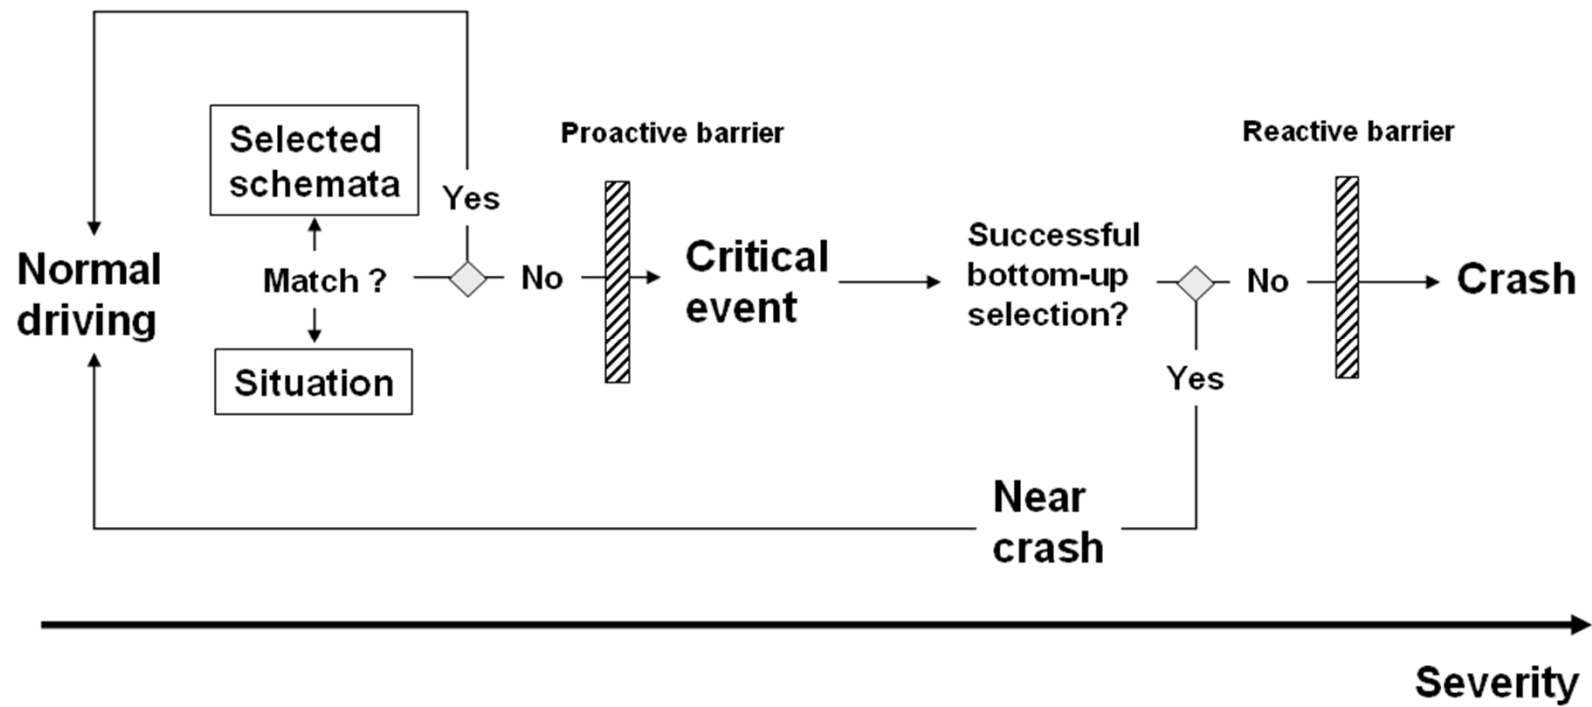 Normal
driving
Selected
schemata
Match ?
Situation
Yes
No
Proactive barrier
Critical
event
Successful
bottom-up
selection?
No
Yes
Near
crash
Reactive barrier
Crash
Severity